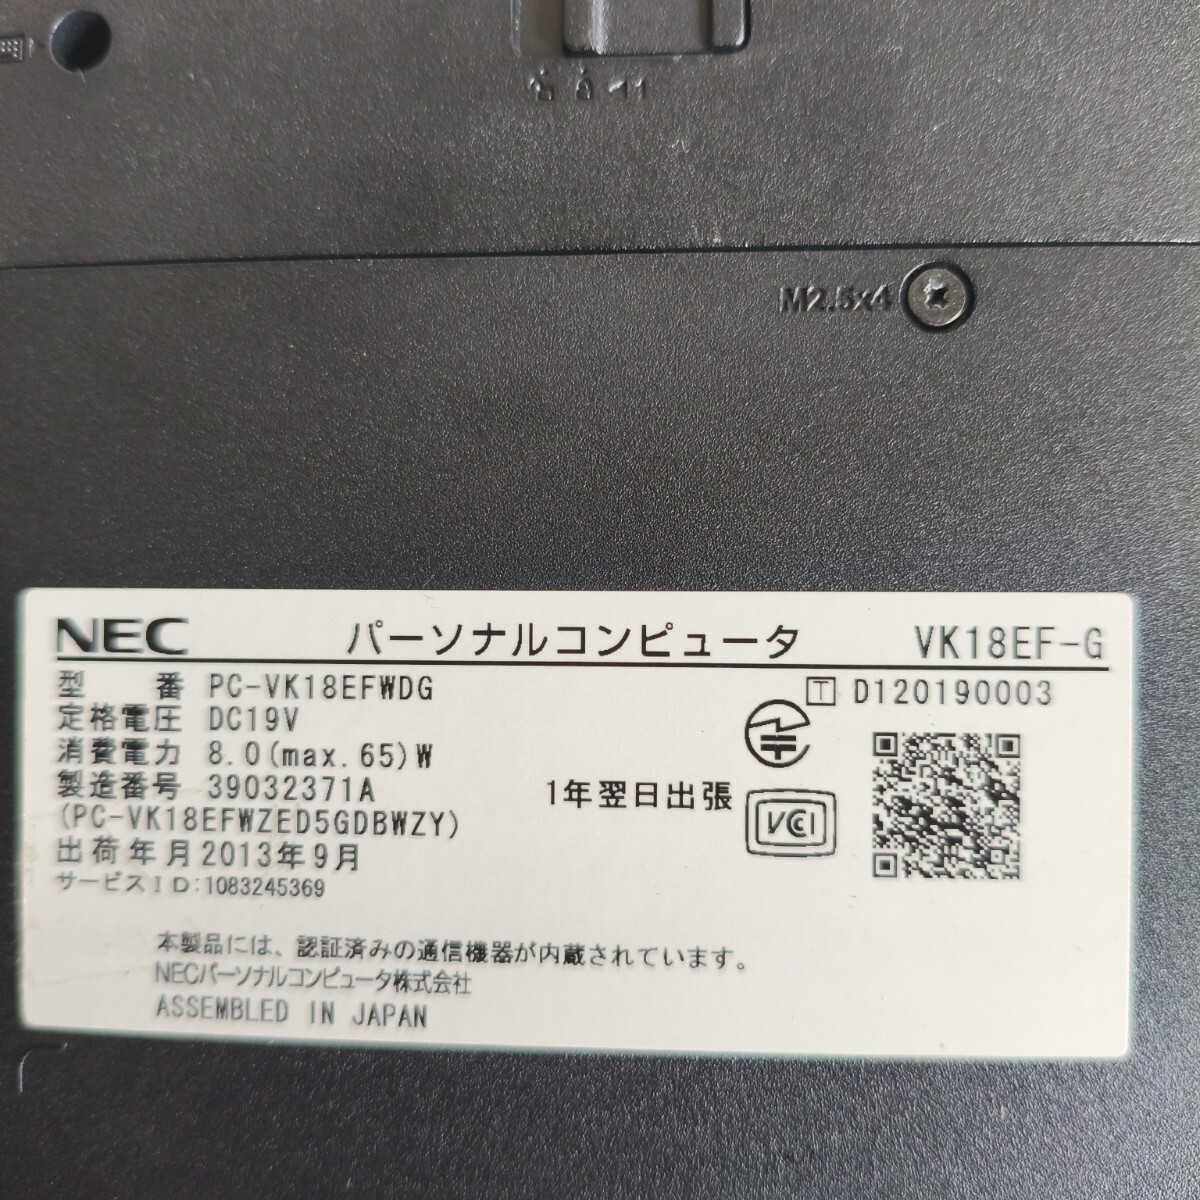 M2.5x4
NEC パーソナルコンピュータ VK18EF-G
型番 PC-VK18EFWDG
T D120190003
定格電圧 DC19V
消費電力 8.0(max.65)W
製造番号 39032371A
1年翌日出張
VCCI
(PC-VK18EFWZED5GDBWZY)
出荷年月2013年9月
サービスID:1083245369
本製品には、認証済みの通信機器が内蔵されています。
NECパーソナルコンピュータ株式会社
ASSEMBLED IN JAPAN